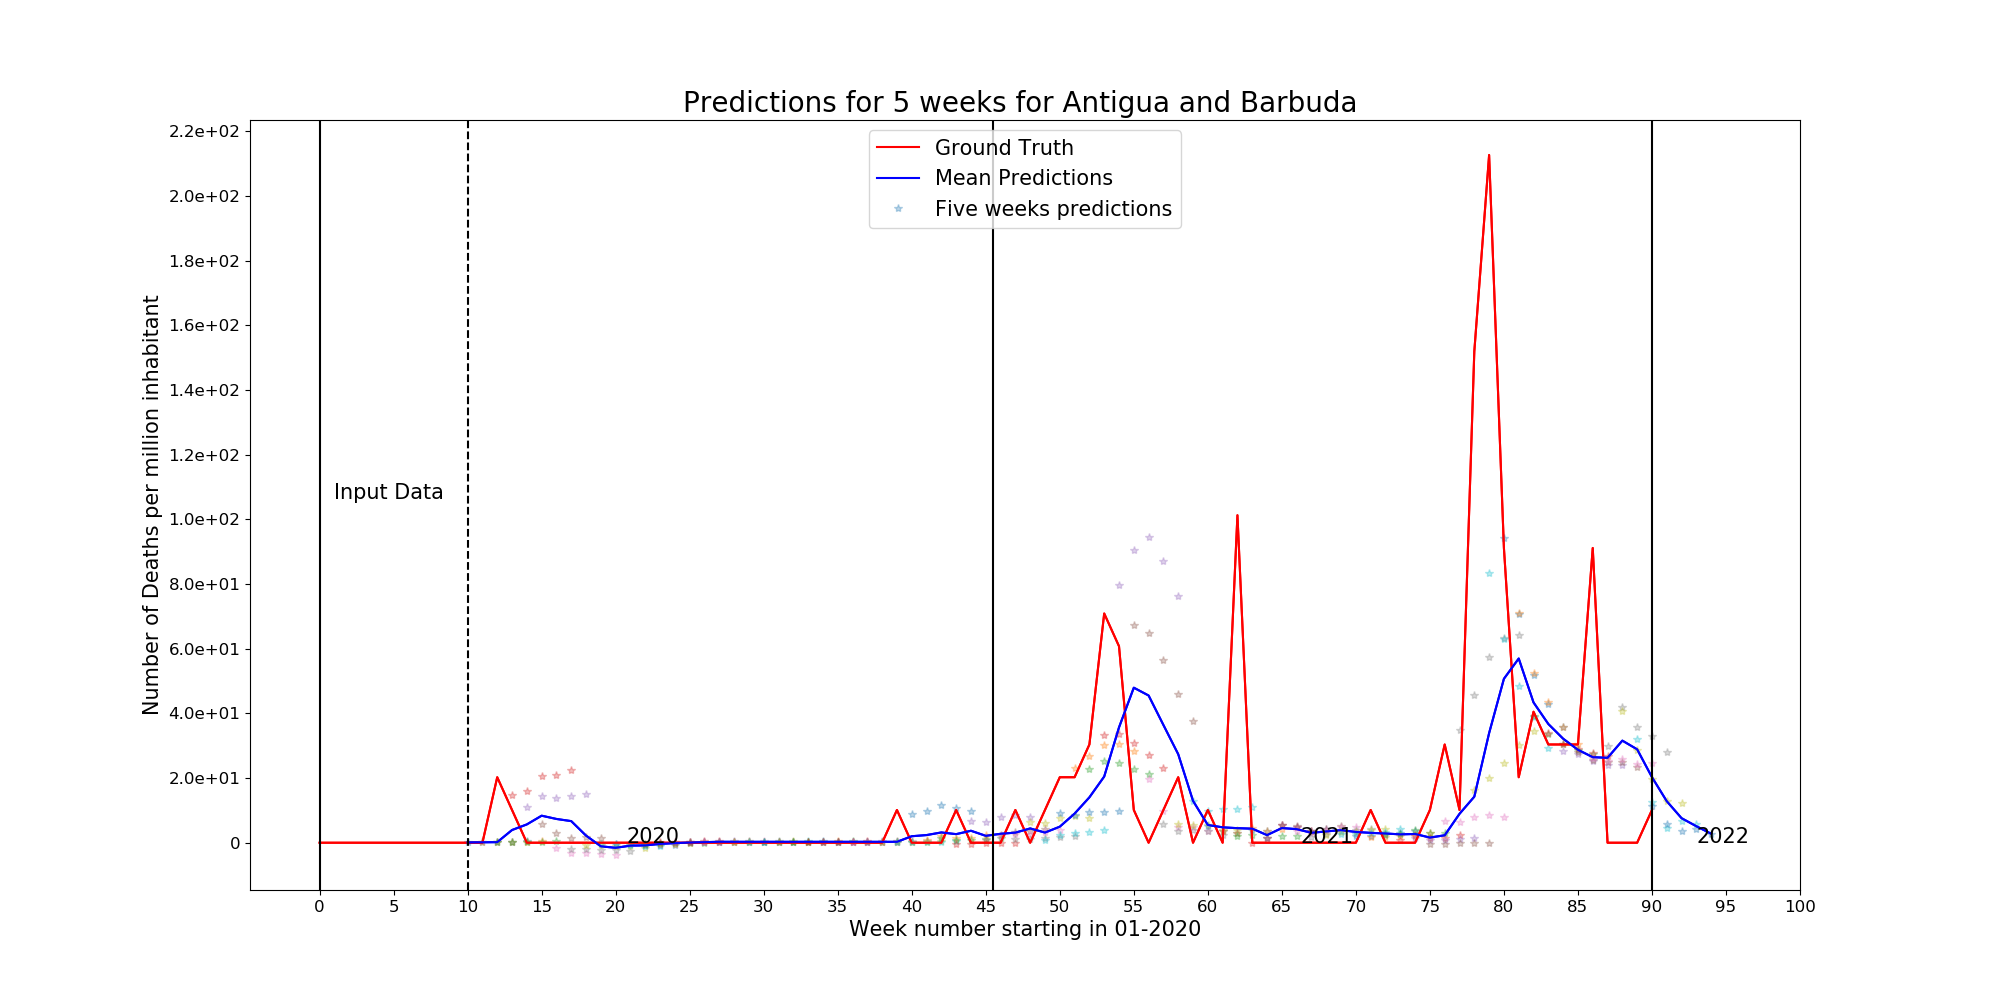 Predictions for 5 weeks for Antigua and Barbuda
Ground Truth
Mean Predictions
Five weeks predictions
Number of Deaths per million inhabitant
2.2e+02
2.0e+02
1.8e+02
1.6e+02
1.4e+02
1.2e+02
1.0e+02
8.0e+01
6.0e+01
4.0e+01
2.0e+01
0
Input Data
2020
2021
2022
0 5 10 15 20 25 30 35 40 45 50 55 60 65 70 75 80 85 90 95 100
Week number starting in 01-2020